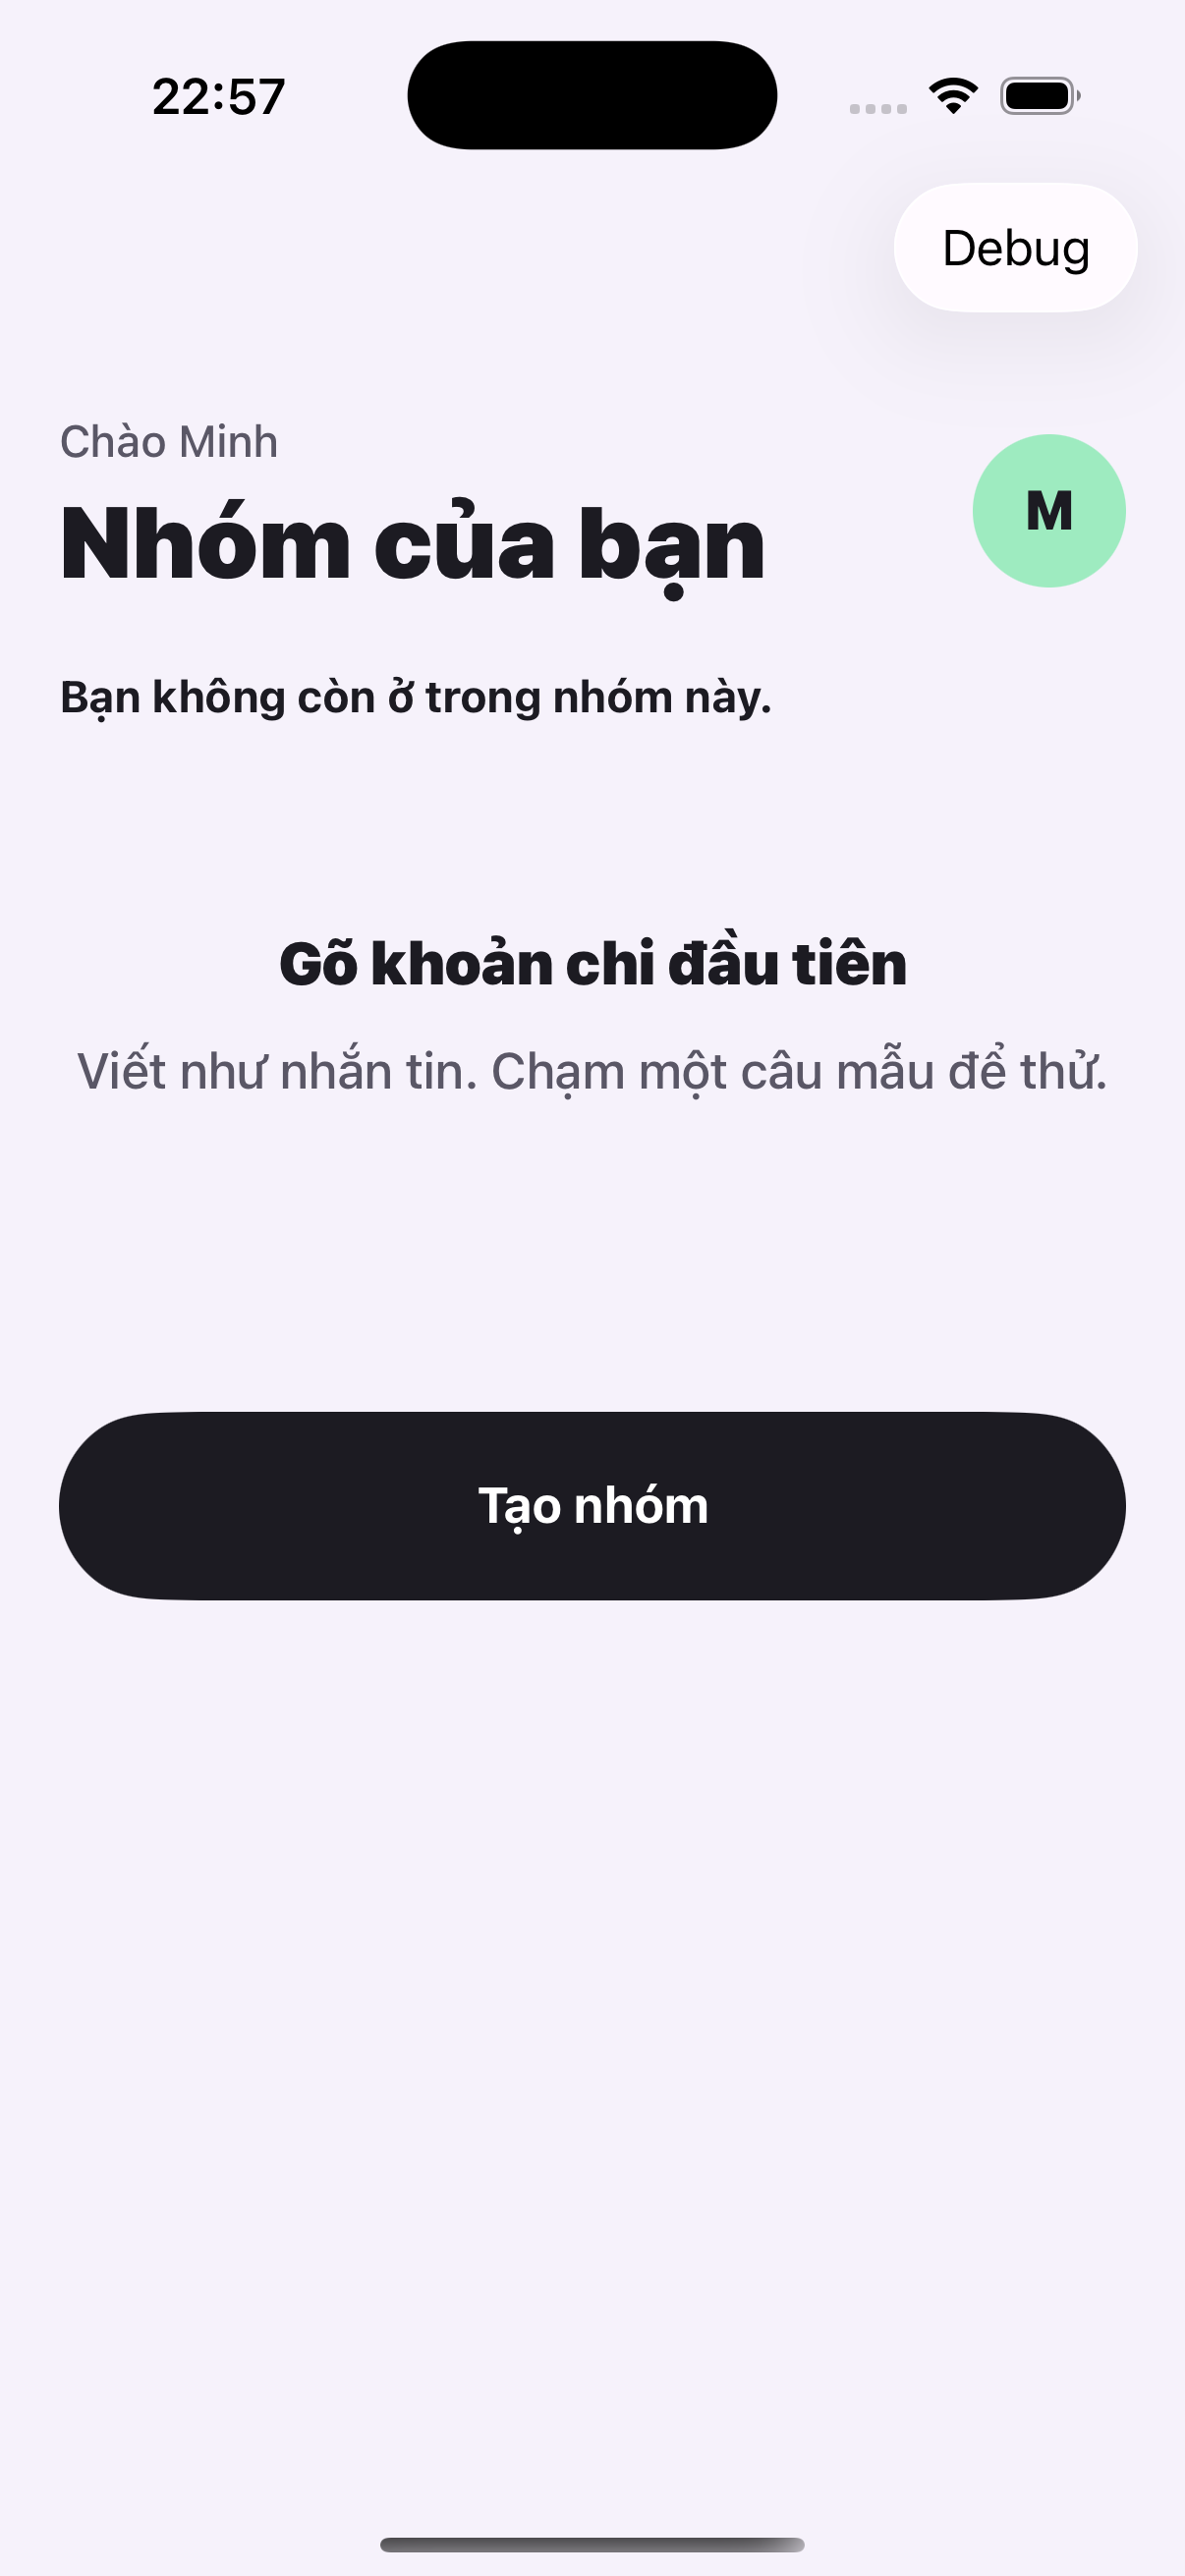 22:57
Debug
Chào Minh
Nhóm của bạn
M
Bạn không còn ở trong nhóm này.
Gõ khoản chi đầu tiên
Viết như nhắn tin. Chạm một câu mẫu để thử.
Tạo nhóm